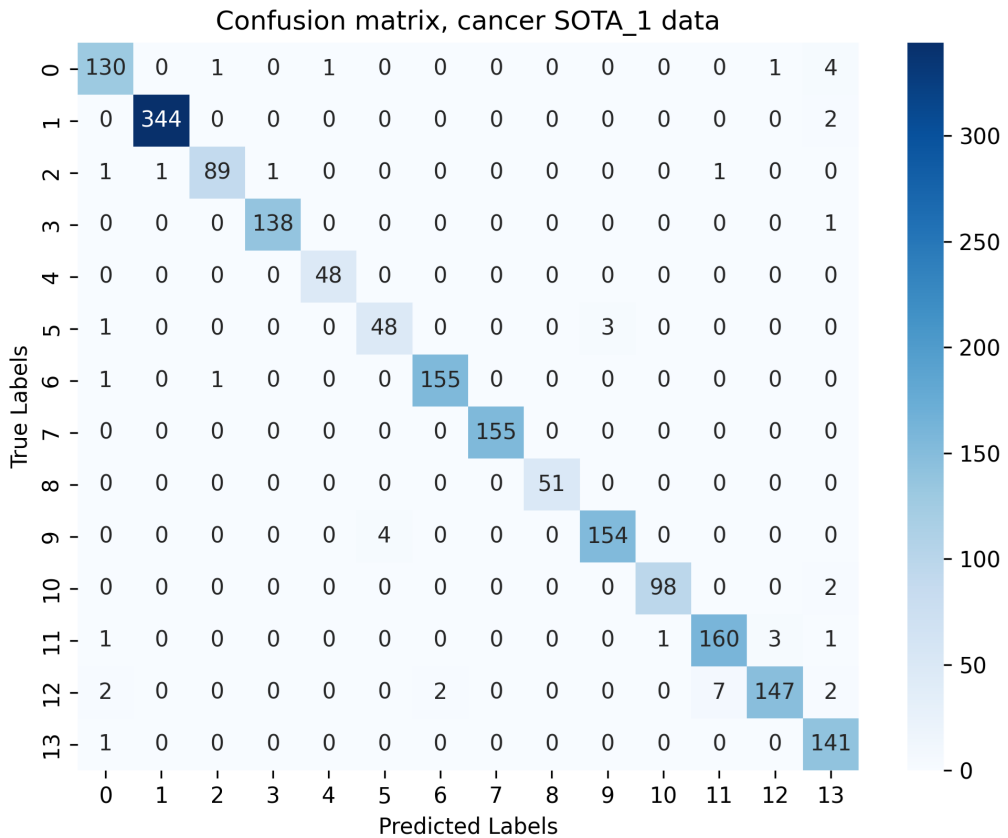 Confusion matrix, cancer SOTA_1 data
0 130 0 1 0 1 0 0 0 0 0 0 0 1 4
1 0 344 0 0 0 0 0 0 0 0 0 0 0 2
2 1 1 89 1 0 0 0 0 0 0 0 1 0 0
3 0 0 0 138 0 0 0 0 0 0 0 0 0 1
4 0 0 0 0 48 0 0 0 0 0 0 0 0 0
5 1 0 0 0 0 48 0 0 0 3 0 0 0 0
6 1 0 1 0 0 0 155 0 0 0 0 0 0 0
7 0 0 0 0 0 0 0 155 0 0 0 0 0 0
8 0 0 0 0 0 0 0 0 51 0 0 0 0 0
9 0 0 0 0 0 4 0 0 0 154 0 0 0 0
10 0 0 0 0 0 0 0 0 0 0 98 0 0 2
11 1 0 0 0 0 0 0 0 0 0 1 160 3 1
12 2 0 0 0 0 0 2 0 0 0 0 7 147 2
13 1 0 0 0 0 0 0 0 0 0 0 0 0 141
0 1 2 3 4 5 6 7 8 9 10 11 12 13
Predicted Labels
True Labels
300
250
200
150
100
50
0